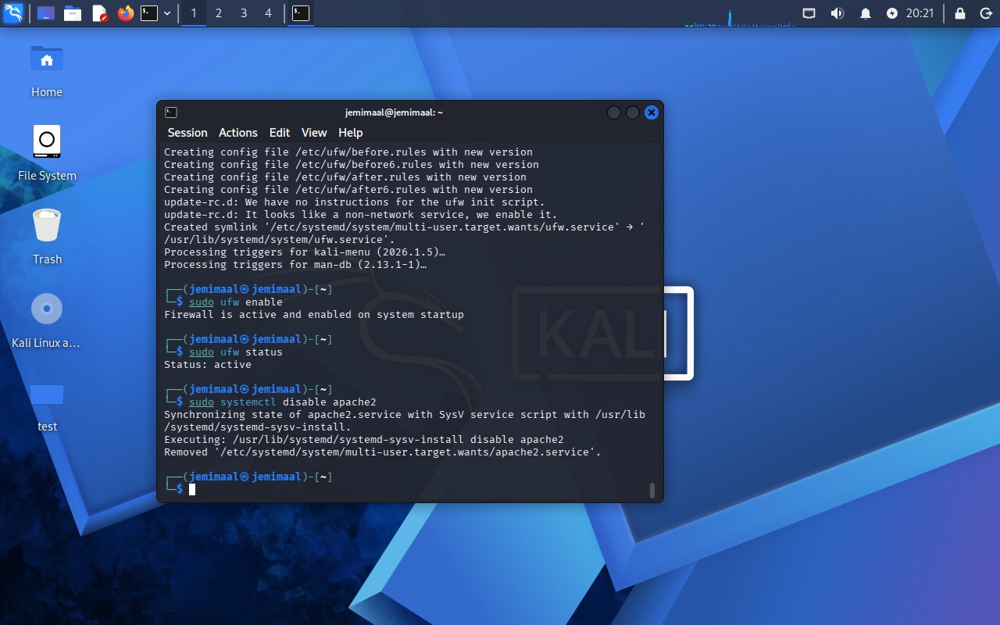 1 2 3 4 20:21
Home
File System
Trash
Kali Linux a…
test
jemimaal@jemimaal: ~
Session Actions Edit View Help
Creating config file /etc/ufw/before.rules with new version
Creating config file /etc/ufw/before6.rules with new version
Creating config file /etc/ufw/after.rules with new version
Creating config file /etc/ufw/after6.rules with new version
update-rc.d: We have no instructions for the ufw init script.
update-rc.d: It looks like a non-network service, we enable it.
Created symlink '/etc/systemd/system/multi-user.target.wants/ufw.service' → '
/usr/lib/systemd/system/ufw.service'.
Processing triggers for kali-menu (2026.1.5)…
Processing triggers for man-db (2.13.1-1)…
┌──(jemimaal㉿jemimaal)-[~]
└─$ sudo ufw enable
Firewall is active and enabled on system startup
┌──(jemimaal㉿jemimaal)-[~]
└─$ sudo ufw status
Status: active
┌──(jemimaal㉿jemimaal)-[~]
└─$ sudo systemctl disable apache2
Synchronizing state of apache2.service with SysV service script with /usr/lib
/systemd/systemd-sysv-install.
Executing: /usr/lib/systemd/systemd-sysv-install disable apache2
Removed '/etc/systemd/system/multi-user.target.wants/apache2.service'.
┌──(jemimaal㉿jemimaal)-[~]
└─$
KALI